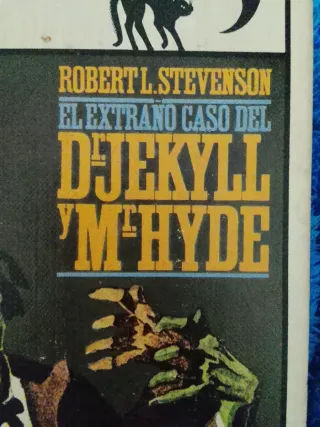 ROBERT L. STEVENSON
EL EXTRAÑO CASO DEL
Dr. JEKYLL
y Mr. HYDE